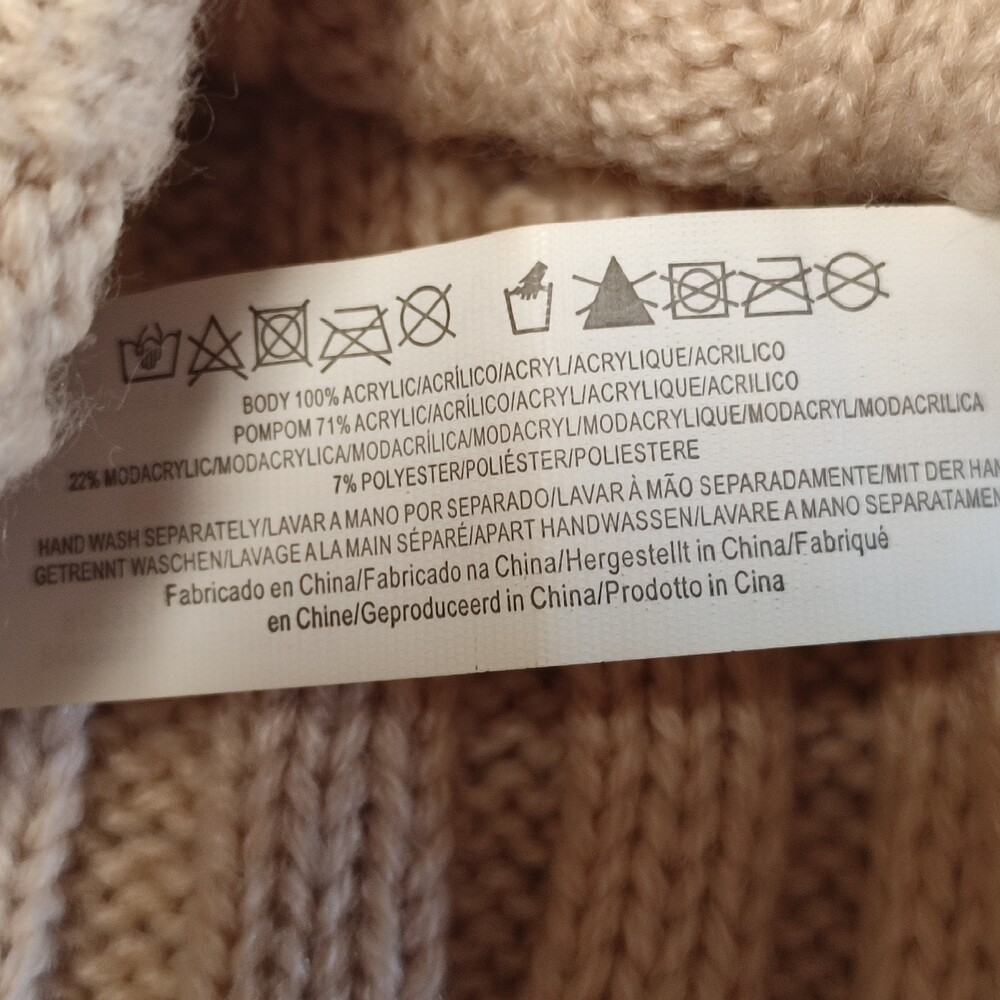 BODY 100% ACRYLIC/ACRÍLICO/ACRYL/ACRYLIQUE/ACRILICO
POMPOM 71% ACRYLIC/ACRÍLICO/ACRYL/ACRYLIQUE/ACRILICO
22% MODACRYLIC/MODACRYLICA/MODACRÍLICA/MODACRYL/MODACRYLIQUE/MODACRYL/MODACRILICA
7% POLYESTER/POLIÉSTER/POLIESTERE
HAND WASH SEPARATELY/LAVAR A MANO POR SEPARADO/LAVAR À MÃO SEPARADAMENTE/MIT DER HAN
GETRENNT WASCHEN/LAVAGE A LA MAIN SÉPARÉ/APART HANDWASSEN/LAVARE A MANO SEPARATAMEN
Fabricado en China/Fabricado na China/Hergestellt in China/Fabriqué
en Chine/Geproduceerd in China/Prodotto in Cina